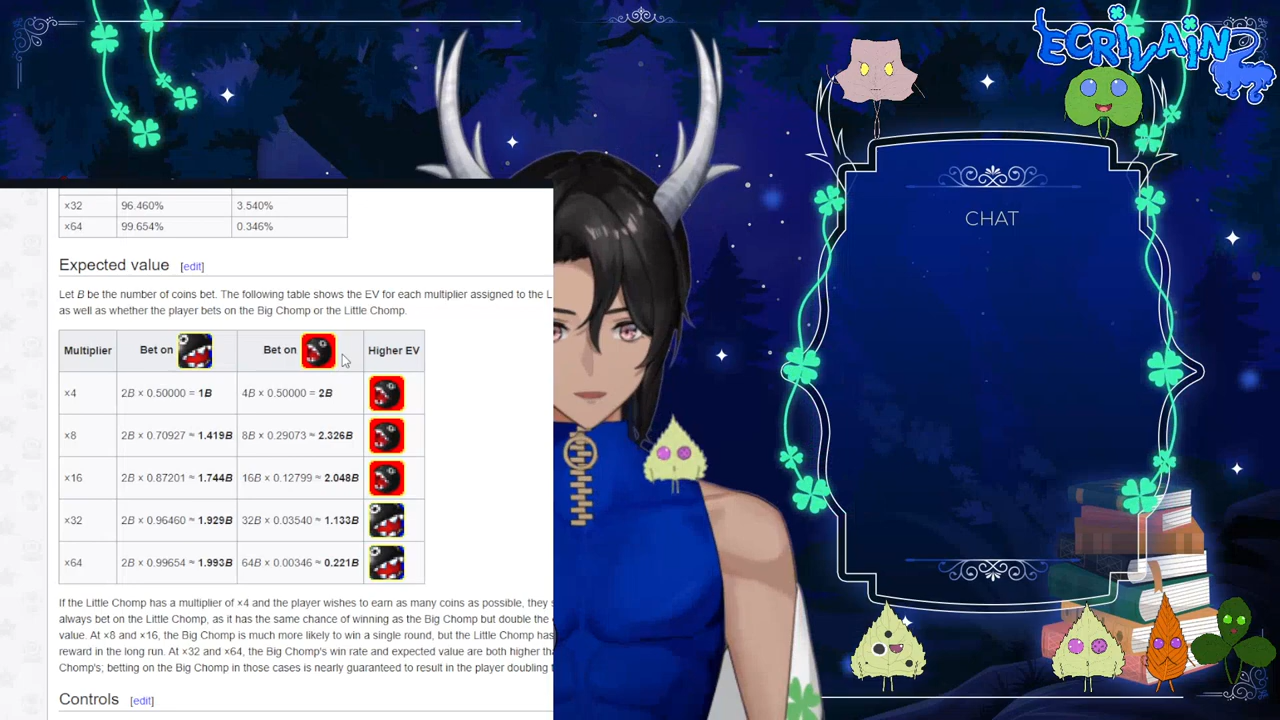 ECRIVAIN
CHAT
×32 96.460% 3.540%
×64 99.654% 0.346%
Expected value [edit]
Let B be the number of coins bet. The following table shows the EV for each multiplier assigned to the L
as well as whether the player bets on the Big Chomp or the Little Chomp.
Multiplier Bet on Bet on Higher EV
×4 2B × 0.50000 = 1B 4B × 0.50000 = 2B
×8 2B × 0.70927 ≈ 1.419B 8B × 0.29073 ≈ 2.326B
×16 2B × 0.87201 ≈ 1.744B 16B × 0.12799 ≈ 2.048B
×32 2B × 0.96460 ≈ 1.929B 32B × 0.03540 ≈ 1.133B
×64 2B × 0.99654 ≈ 1.993B 64B × 0.00346 ≈ 0.221B
If the Little Chomp has a multiplier of ×4 and the player wishes to earn as many coins as possible, they s
always bet on the Little Chomp, as it has the same chance of winning as the Big Chomp but double the
value. At ×8 and ×16, the Big Chomp is much more likely to win a single round, but the Little Chomp has
reward in the long run. At ×32 and ×64, the Big Chomp's win rate and expected value are both higher tha
Chomp's; betting on the Big Chomp in those cases is nearly guaranteed to result in the player doubling t
Controls [edit]